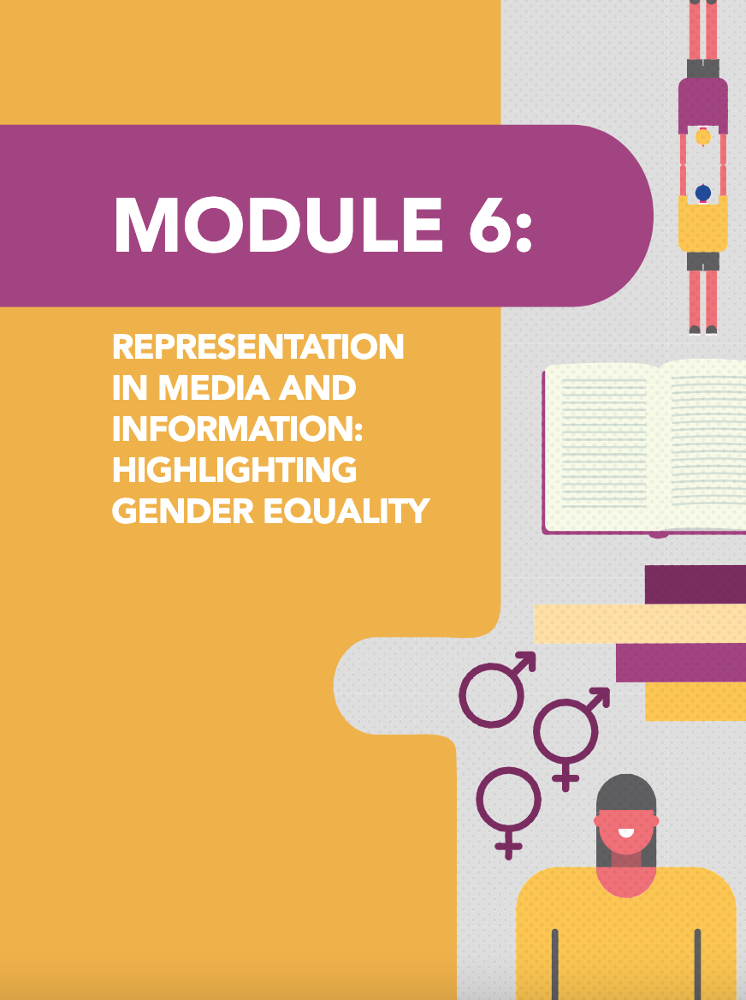 MODULE 6:
REPRESENTATION
IN MEDIA AND
INFORMATION:
HIGHLIGHTING
GENDER EQUALITY